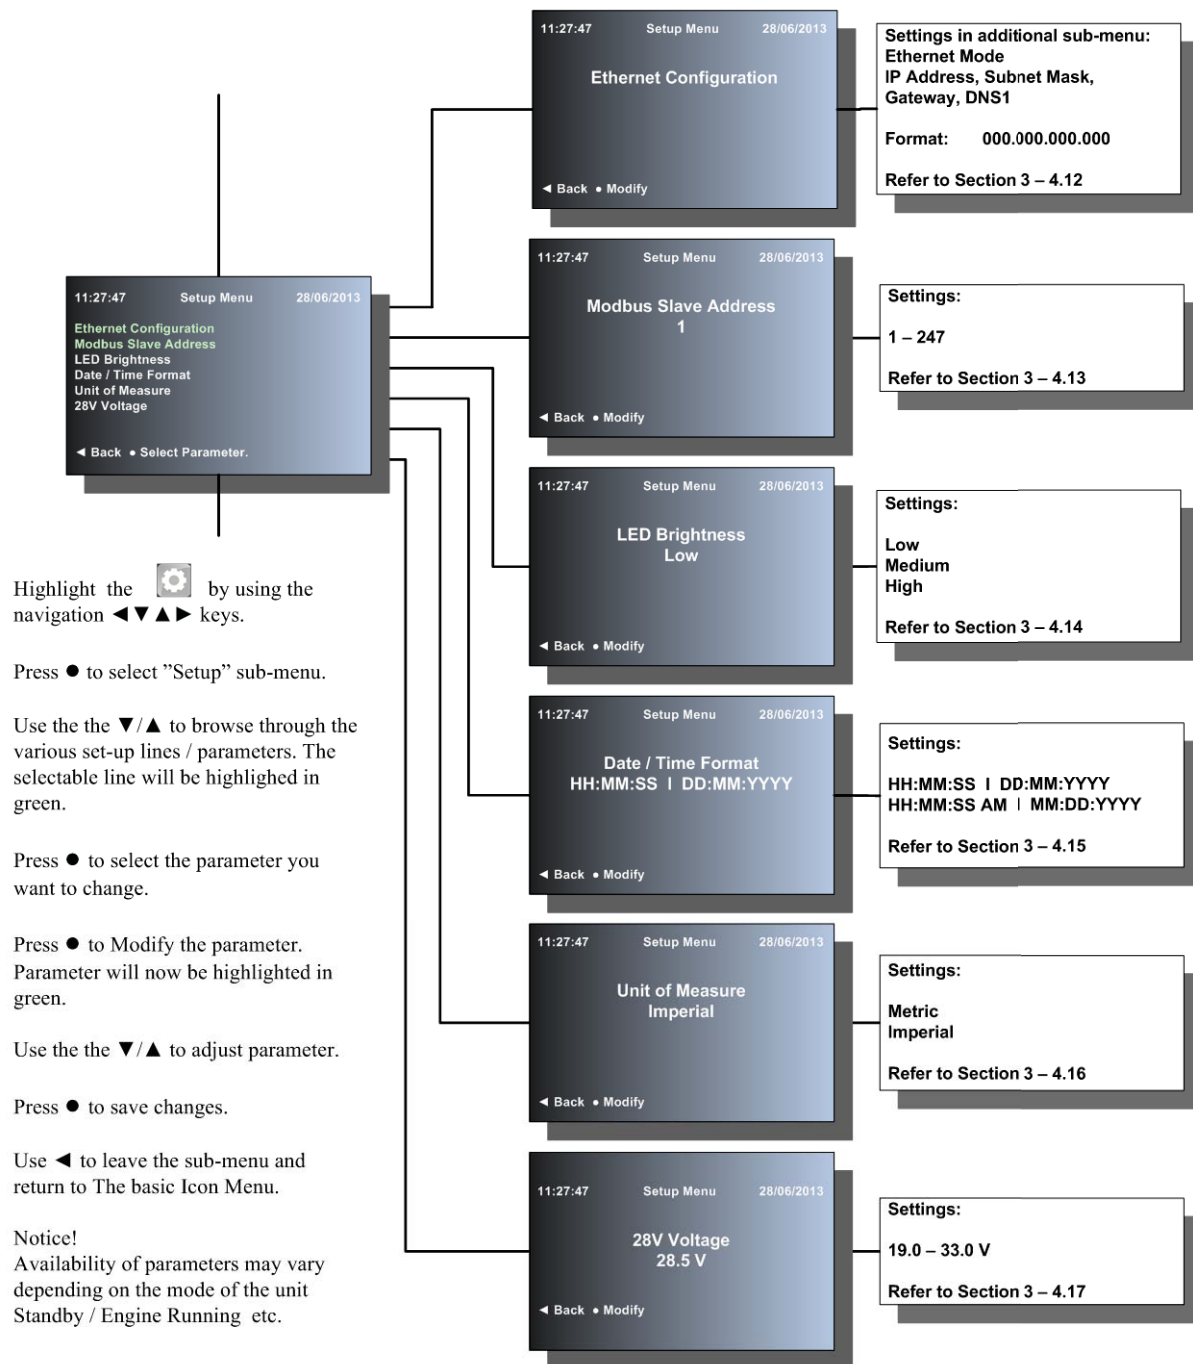 11:27:47 Setup Menu 28/06/2013
Ethernet Configuration
◄ Back ● Modify
Settings in additional sub-menu:
Ethernet Mode
IP Address, Subnet Mask,
Gateway, DNS1
Format: 000.000.000.000
Refer to Section 3 – 4.12
11:27:47 Setup Menu 28/06/2013
Ethernet Configuration
Modbus Slave Address
LED Brightness
Date / Time Format
Unit of Measure
28V Voltage
◄ Back ● Select Parameter.
11:27:47 Setup Menu 28/06/2013
Modbus Slave Address
1
◄ Back ● Modify
Settings:
1 – 247
Refer to Section 3 – 4.13
11:27:47 Setup Menu 28/06/2013
LED Brightness
Low
◄ Back ● Modify
Settings:
Low
Medium
High
Refer to Section 3 – 4.14
11:27:47 Setup Menu 28/06/2013
Date / Time Format
HH:MM:SS I DD:MM:YYYY
◄ Back ● Modify
Settings:
HH:MM:SS I DD:MM:YYYY
HH:MM:SS AM I MM:DD:YYYY
Refer to Section 3 – 4.15
11:27:47 Setup Menu 28/06/2013
Unit of Measure
Imperial
◄ Back ● Modify
Settings:
Metric
Imperial
Refer to Section 3 – 4.16
11:27:47 Setup Menu 28/06/2013
28V Voltage
28.5 V
◄ Back ● Modify
Settings:
19.0 – 33.0 V
Refer to Section 3 – 4.17
Highlight the by using the
navigation ◄▼▲► keys.
Press ● to select ”Setup” sub-menu.
Use the the ▼/▲ to browse through the
various set-up lines / parameters. The
selectable line will be highlighed in
green.
Press ● to select the parameter you
want to change.
Press ● to Modify the parameter.
Parameter will now be highlighted in
green.
Use the the ▼/▲ to adjust parameter.
Press ● to save changes.
Use ◄ to leave the sub-menu and
return to The basic Icon Menu.
Notice!
Availability of parameters may vary
depending on the mode of the unit
Standby / Engine Running etc.